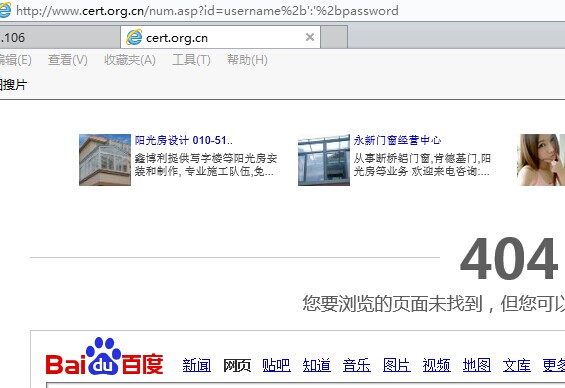 http://www.cert.org.cn/num.asp?id=username%2b':'%2bpassword
.106
cert.org.cn
编辑(E) 查看(V) 收藏夹(A) 工具(T) 帮助(H)
搜片
阳光房设计 010-51..
鑫博利提供写字楼等阳光房安
装和制作, 专业施工队伍,免...
永新门窗经营中心
从事断桥铝门窗,肯德基门,阳
光房等业务 欢迎来电咨询:...
404
您要浏览的页面未找到，但您可以
Baidu百度 新闻 网页 贴吧 知道 音乐 图片 视频 地图 文库 更多